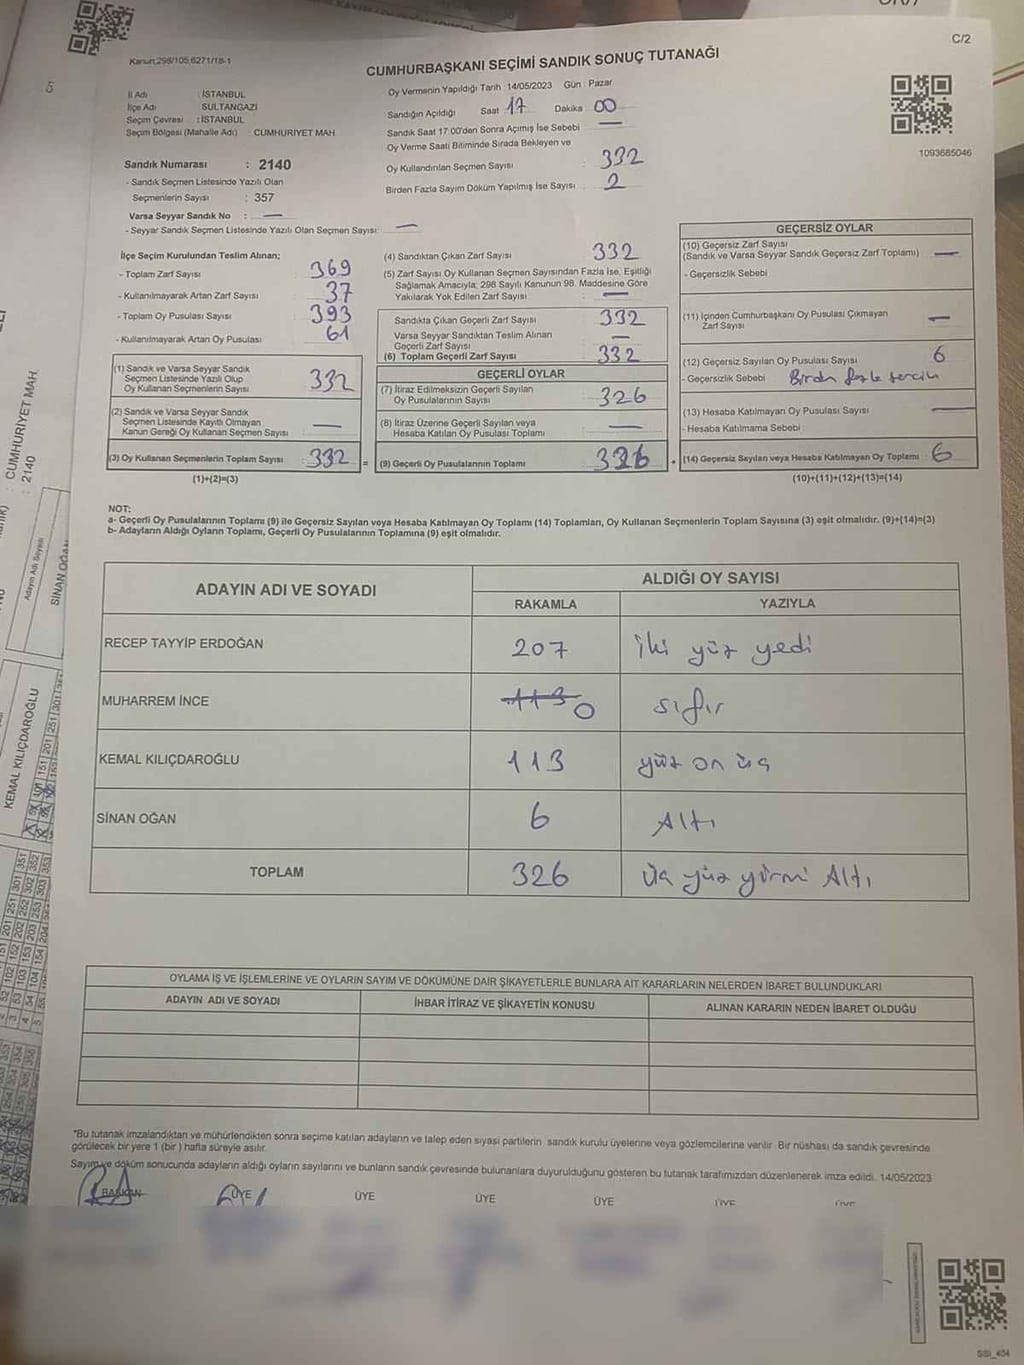 C/2
Kanun;298/105,6271/18-1
CUMHURBAŞKANI SEÇİMİ SANDIK SONUÇ TUTANAĞI
İl Adı : İSTANBUL
İlçe Adı SULTANGAZİ
Seçim Çevresi : İSTANBUL
Seçim Bölgesi (Mahalle Adı) CUMHURİYET MAH.
Sandık Numarası : 2140
- Sandık Seçmen Listesinde Yazılı Olan
Seçmenlerin Sayısı : 357
Varsa Seyyar Sandık No : —
- Seyyar Sandık Seçmen Listesinde Yazılı Olan Seçmen Sayısı: —
Oy Vermenin Yapıldığı Tarih :14/05/2023 Gün : Pazar
Sandığın Açıldığı Saat 17 Dakika : 00
Sandık Saat 17.00'den Sonra Açımış İse Sebebi —
Oy Verme Saati Bitiminde Sırada Bekleyen ve
Oy Kullandırılan Seçmen Sayısı : 332
Birden Fazla Sayım Döküm Yapılmış İse Sayısı : 2
1093685046
İlçe Seçim Kurulundan Teslim Alınan;
- Toplam Zarf Sayısı : 369
- Kullanılmayarak Artan Zarf Sayısı : 37
- Toplam Oy Pusulası Sayısı : 393
- Kullanılmayarak Artan Oy Pusulası : 61
(1) Sandık ve Varsa Seyyar Sandık
Seçmen Listesinde Yazılı Olup
Oy Kullanan Seçmenlerin Sayısı : 332
(2) Sandık ve Varsa Seyyar Sandık
Seçmen Listesinde Kayıtlı Olmayan
Kanun Gereği Oy Kullanan Seçmen Sayısı : —
(3) Oy Kullanan Seçmenlerin Toplam Sayısı : 332 =
(1)+(2)=(3)
(4) Sandıktan Çıkan Zarf Sayısı : 332
(5) Zarf Sayısı Oy Kullanan Seçmen Sayısından Fazla İse, Eşitliği
Sağlamak Amacıyla, 298 Sayılı Kanunun 98. Maddesine Göre
Yakılarak Yok Edilen Zarf Sayısı : —
Sandıkta Çıkan Geçerli Zarf Sayısı : 332
Varsa Seyyar Sandıktan Teslim Alınan
Geçerli Zarf Sayısı : —
(6) Toplam Geçerli Zarf Sayısı : 332
GEÇERLİ OYLAR
(7) İtiraz Edilmeksizin Geçerli Sayılan
Oy Pusulalarının Sayısı : 326
(8) İtiraz Üzerine Geçerli Sayılan veya
Hesaba Katılan Oy Pusulası Toplamı : —
(9) Geçerli Oy Pusulalarının Toplamı : 326 +
GEÇERSİZ OYLAR
(10) Geçersiz Zarf Sayısı
(Sandık ve Varsa Seyyar Sandık Geçersiz Zarf Toplamı) : —
- Geçersizlik Sebebi :
(11) İçinden Cumhurbaşkanı Oy Pusulası Çıkmayan
Zarf Sayısı : —
(12) Geçersiz Sayılan Oy Pusulası Sayısı : 6
- Geçersizlik Sebebi : Birden fazla
(13) Hesaba Katılmayan Oy Pusulası Sayısı : —
- Hesaba Katılmama Sebebi :
(14) Geçersiz Sayılan veya Hesaba Katılmayan Oy Toplamı : 6
(10)+(11)+(12)+(13)=(14)
NOT:
a- Geçerli Oy Pusulalarının Toplamı (9) ile Geçersiz Sayılan veya Hesaba Katılmayan Oy Toplamı (14) Toplamları, Oy Kullanan Seçmenlerin Toplam Sayısına (3) eşit olmalıdır. (9)+(14)=(3)
b- Adayların Aldığı Oyların Toplamı, Geçerli Oy Pusulalarının Toplamına (9) eşit olmalıdır.
ADAYIN ADI VE SOYADI ALDIĞI OY SAYISI
RAKAMLA YAZIYLA
RECEP TAYYİP ERDOĞAN 207 iki yüz yedi
MUHARREM İNCE 113 0 sıfır
KEMAL KILIÇDAROĞLU 113 yüz on üç
SİNAN OĞAN 6 Altı
TOPLAM 326 Üç yüz yirmi Altı
OYLAMA İŞ VE İŞLEMLERİNE VE OYLARIN SAYIM VE DÖKÜMÜNE DAİR ŞİKAYETLERLE BUNLARA AİT KARARLARIN NELERDEN İBARET BULUNDUKLARI
ADAYIN ADI VE SOYADI İHBAR İTİRAZ VE ŞİKAYETİN KONUSU ALINAN KARARIN NEDEN İBARET OLDUĞU
*Bu tutanak imzalandıktan ve mühürlendikten sonra seçime katılan adayların ve talep eden siyasi partilerin sandık kurulu üyelerine veya gözlemcilerine verilir. Bir nüshası da sandık çevresinde
görülecek bir yere 1 (bir) hafta süreyle asılır.
Sayım ve döküm sonucunda adayların aldığı oyların sayılarını ve bunların sandık çevresinde bulunanlara duyurulduğunu gösteren bu tutanak tarafımızdan düzenlenerek imza edildi. 14/05/2023
BAŞKAN ÜYE ÜYE ÜYE ÜYE ÜYE ÜYE
CUMHURİYET MAH.
2140
Adayın Adı Soyadı
SİNAN OĞAN
KEMAL KILIÇDAROĞLU